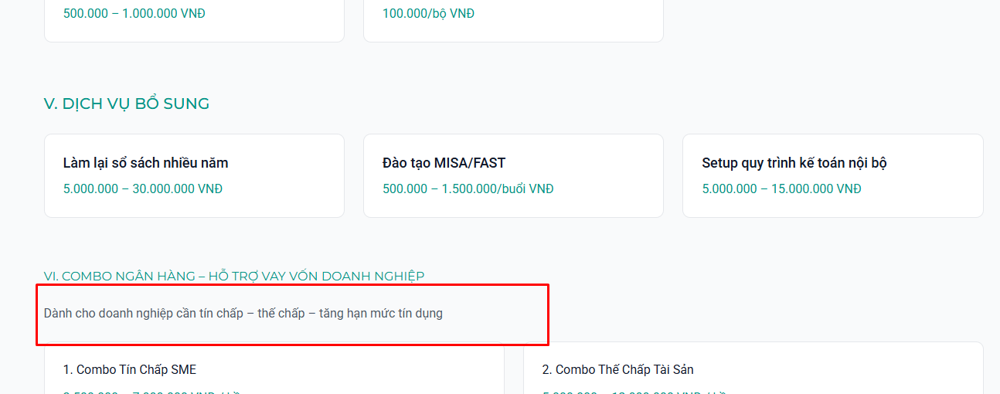 500.000 – 1.000.000 VNĐ
100.000/bộ VNĐ
V. DỊCH VỤ BỔ SUNG
Làm lại sổ sách nhiều năm
5.000.000 – 30.000.000 VNĐ
Đào tạo MISA/FAST
500.000 – 1.500.000/buổi VNĐ
Setup quy trình kế toán nội bộ
5.000.000 – 15.000.000 VNĐ
VI. COMBO NGÂN HÀNG – HỖ TRỢ VAY VỐN DOANH NGHIỆP
Dành cho doanh nghiệp cần tín chấp – thế chấp – tăng hạn mức tín dụng
1. Combo Tín Chấp SME
2. Combo Thế Chấp Tài Sản